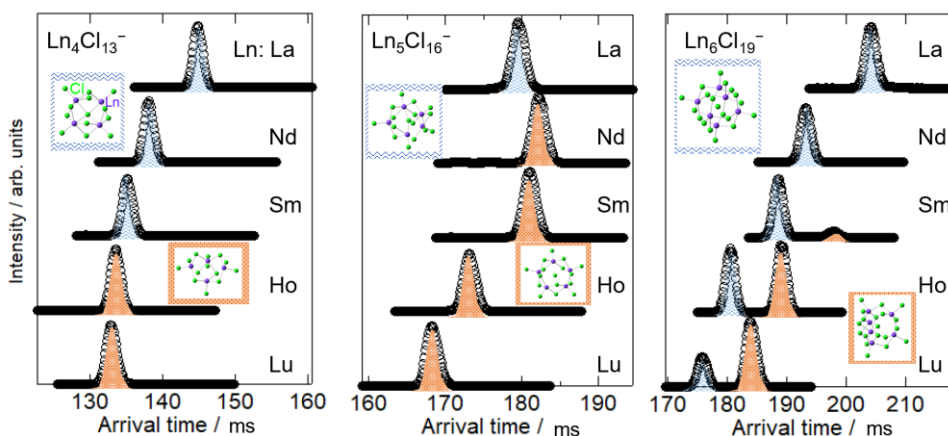 Intensity / arb. units
Ln₄Cl₁₃⁻
Ln: La
Cl
Ln
Nd
Sm
Ho
Lu
130 140 150 160
Arrival time / ms
Ln₅Cl₁₆⁻
La
Nd
Sm
Ho
Lu
160 170 180 190
Arrival time / ms
Ln₆Cl₁₉⁻
La
Nd
Sm
Ho
Lu
170 180 190 200 210
Arrival time / ms